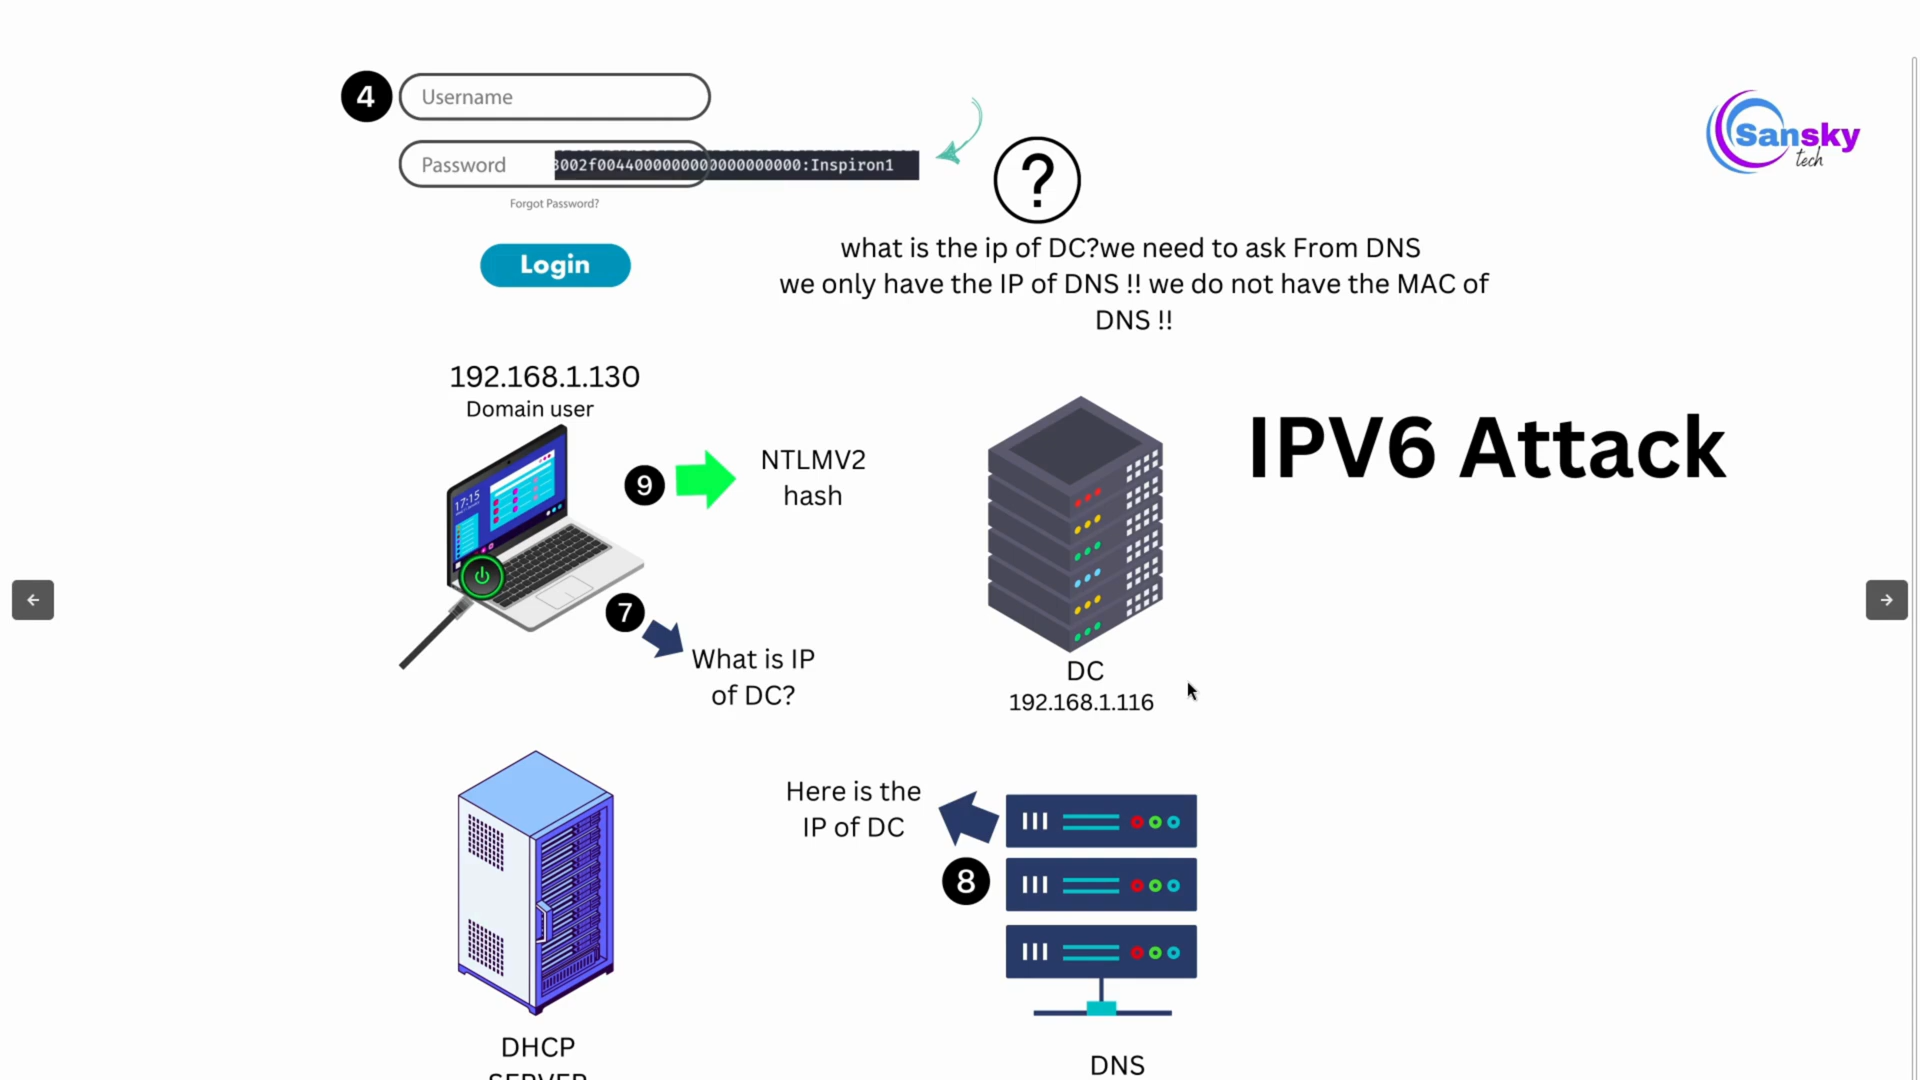 4
Username
Password
3002f00440000000000000000000:Inspiron1
Forgot Password?
Login
Sansky
tech
?
what is the ip of DC?we need to ask From DNS
we only have the IP of DNS !! we do not have the MAC of
DNS !!
192.168.1.130
Domain user
17:15
9
NTLMV2
hash
IPV6 Attack
7
What is IP
of DC?
DC
192.168.1.116
Here is the
IP of DC
8
DHCP
SERVER
DNS